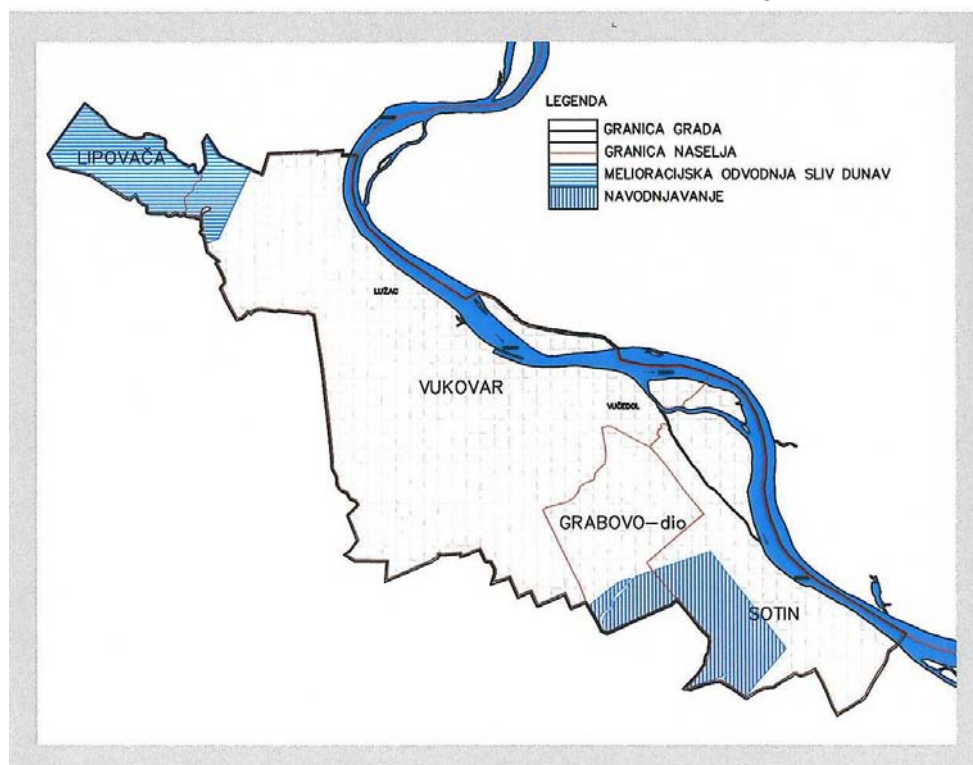 LEGENDA
GRANICA GRADA
GRANICA NASELJA
MELIORACIJSKA ODVODNJA SLIV DUNAV
NAVODNJAVANJE
LIPOVAČA
LUŽAC
VUKOVAR
VUČEDOL
GRABOVO-dio
SOTIN